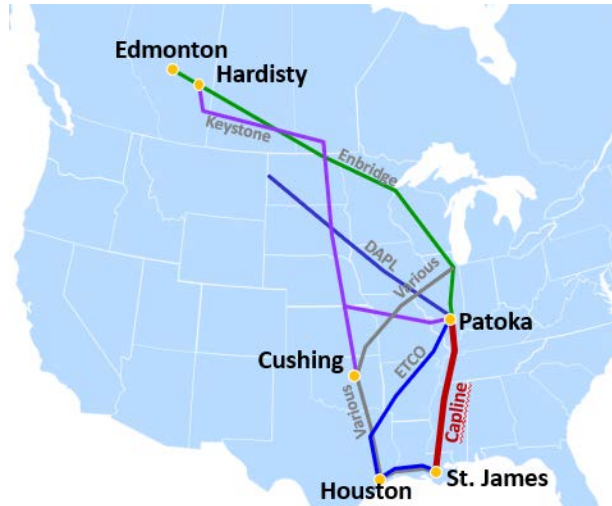 Edmonton
Hardisty
Keystone
Enbridge
DAPL
Various
Patoka
Cushing
ETCO
Various
Capline
Houston
St. James